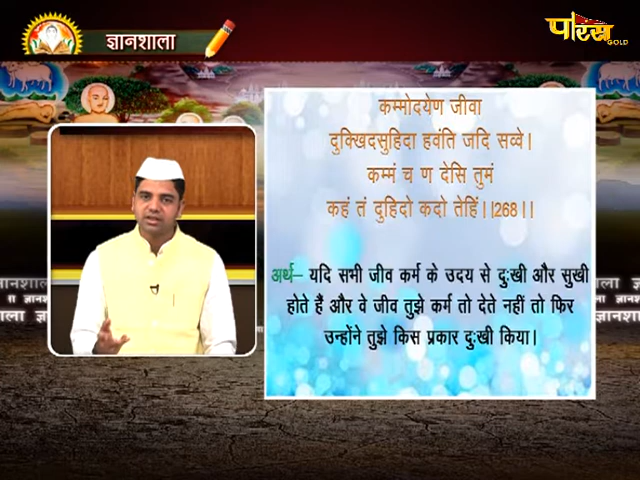 ज्ञानशाला
पारस
GOLD
कम्मोदयेण जीवा
दुक्खिदसुहिदा हवंति जदि सव्वे।
कम्मं च ण देसि तुमं
कहं तं दुहिदो कदो तेहिं।।268।।
अर्थ– यदि सभी जीव कर्म के उदय से दुःखी और सुखी
होते हैं और वे जीव तुझे कर्म तो देते नहीं तो फिर
उन्होंने तुझे किस प्रकार दुःखी किया।
ज्ञानशाला